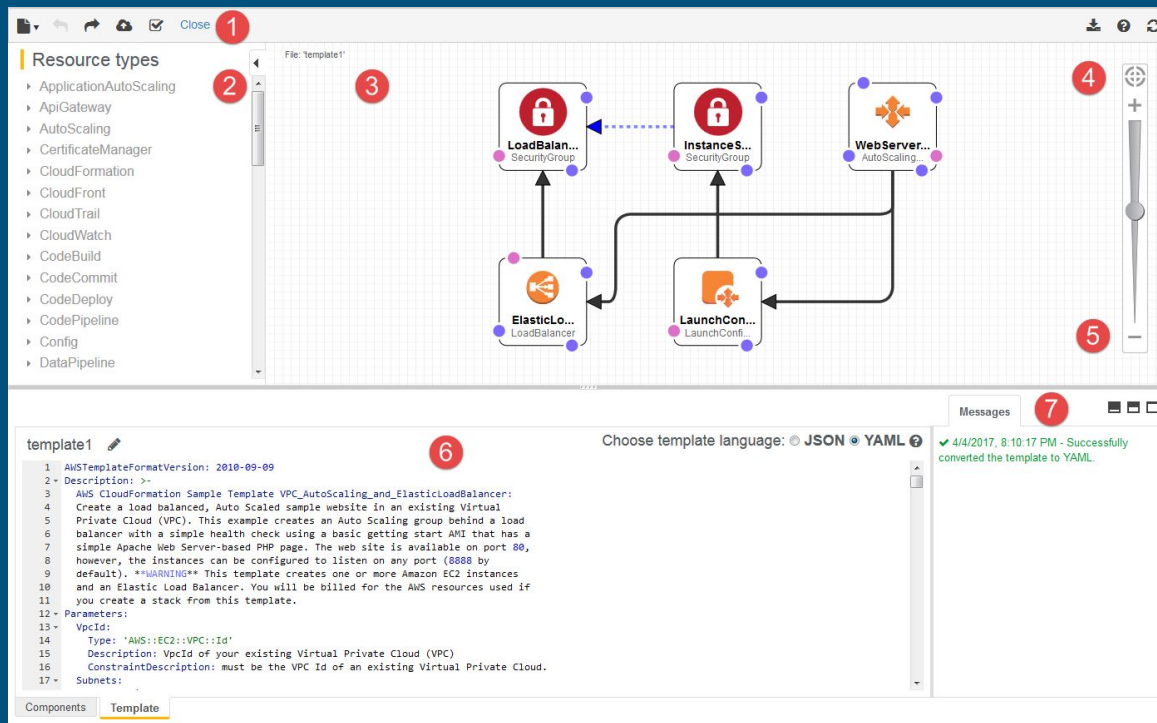 Close
1
Resource types
2
ApplicationAutoScaling
ApiGateway
AutoScaling
CertificateManager
CloudFormation
CloudFront
CloudTrail
CloudWatch
CodeBuild
CodeCommit
CodeDeploy
CodePipeline
Config
DataPipeline
File: 'template1'
3
LoadBalan...
SecurityGroup
InstanceS...
SecurityGroup
WebServer...
AutoScaling...
ElasticLo...
LoadBalancer
LaunchCon...
LaunchConfi...
4
5
template1
6
Choose template language: JSON YAML
1 AWSTemplateFormatVersion: 2010-09-09
2 Description: >-
3 AWS CloudFormation Sample Template VPC_AutoScaling_and_ElasticLoadBalancer:
4 Create a load balanced, Auto Scaled sample website in an existing Virtual
5 Private Cloud (VPC). This example creates an Auto Scaling group behind a load
6 balancer with a simple health check using a basic getting start AMI that has a
7 simple Apache Web Server-based PHP page. The web site is available on port 80,
8 however, the instances can be configured to listen on any port (8888 by
9 default). **WARNING** This template creates one or more Amazon EC2 instances
10 and an Elastic Load Balancer. You will be billed for the AWS resources used if
11 you create a stack from this template.
12 Parameters:
13 VpcId:
14 Type: 'AWS::EC2::VPC::Id'
15 Description: VpcId of your existing Virtual Private Cloud (VPC)
16 ConstraintDescription: must be the VPC Id of an existing Virtual Private Cloud.
17 Subnets:
Components
Template
Messages
7
4/4/2017, 8:10:17 PM - Successfully
converted the template to YAML.